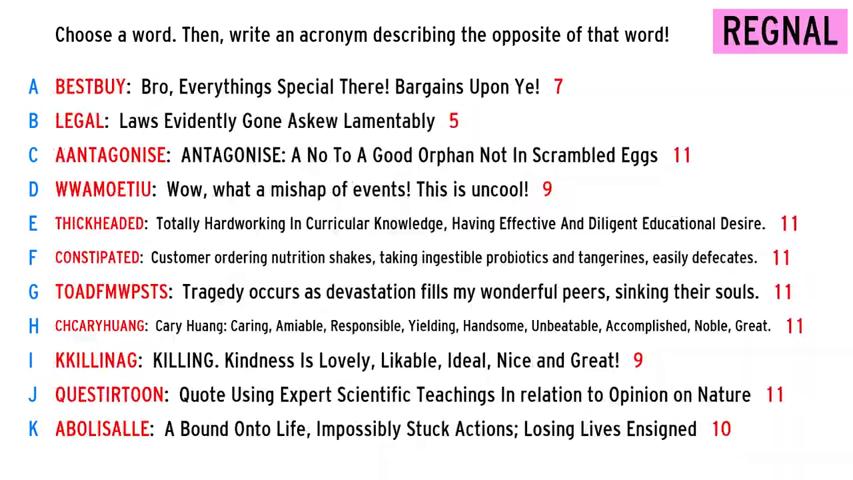 Choose a word. Then, write an acronym describing the opposite of that word!
REGNAL
A BESTBUY: Bro, Everythings Special There! Bargains Upon Ye! 7
B LEGAL: Laws Evidently Gone Askew Lamentably 5
C AANTAGONISE: ANTAGONISE: A No To A Good Orphan Not In Scrambled Eggs 11
D WWAMOETIU: Wow, what a mishap of events! This is uncool! 9
E THICKHEADED: Totally Hardworking In Curricular Knowledge, Having Effective And Diligent Educational Desire. 11
F CONSTIPATED: Customer ordering nutrition shakes, taking ingestible probiotics and tangerines, easily defecates. 11
G TOADFMWPSTS: Tragedy occurs as devastation fills my wonderful peers, sinking their souls. 11
H CHCARYHUANG: Cary Huang: Caring, Amiable, Responsible, Yielding, Handsome, Unbeatable, Accomplished, Noble, Great. 11
I KKILLINAG: KILLING. Kindness Is Lovely, Likable, Ideal, Nice and Great! 9
J QUESTIRTOON: Quote Using Expert Scientific Teachings In relation to Opinion on Nature 11
K ABOLISALLE: A Bound Onto Life, Impossibly Stuck Actions; Losing Lives Ensigned 10